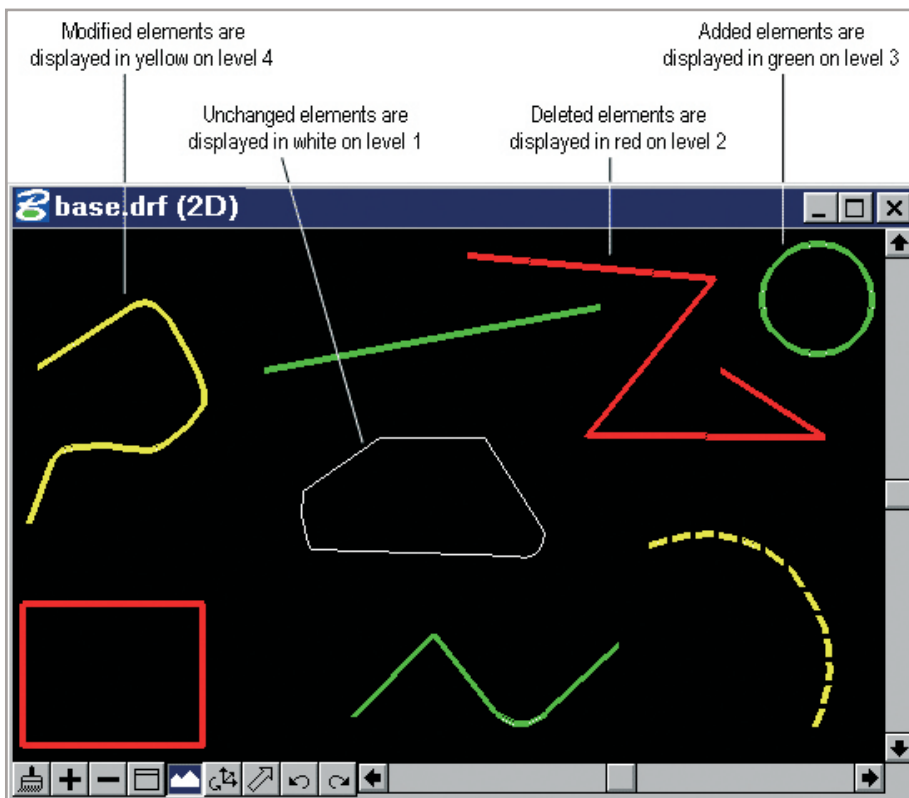 Modified elements are
displayed in yellow on level 4
Added elements are
displayed in green on level 3
Unchanged elements are
displayed in white on level 1
Deleted elements are
displayed in red on level 2
base.drf (2D)